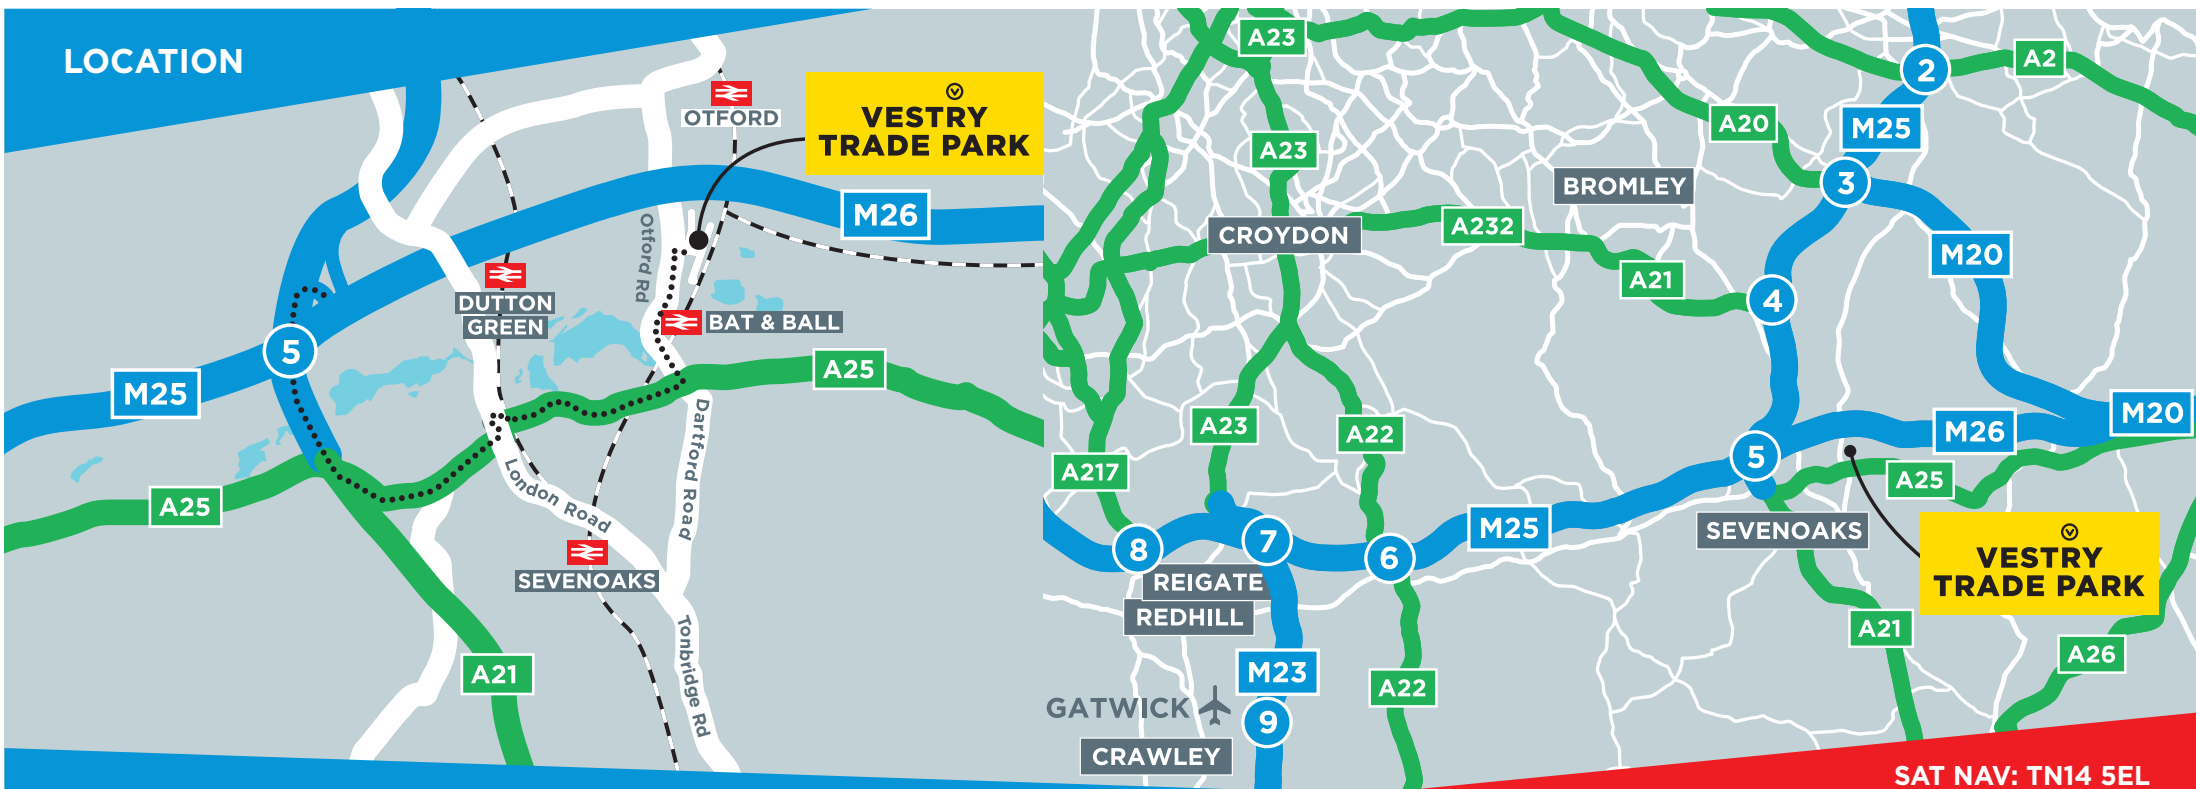 LOCATION
OTFORD
VESTRY
TRADE PARK
M26
Otford Rd
DUTTON
GREEN
BAT & BALL
5
M25
A25
A25
London Road
Dartford Road
SEVENOAKS
A21
Tonbridge Rd
A23
2
A2
A20
M25
A23
BROMLEY
3
CROYDON
A232
M20
A21
4
A23
A22
M20
M26
5
A217
A25
M25
SEVENOAKS
8
7
6
VESTRY
TRADE PARK
REIGATE
REDHILL
A21
A26
M23
A22
GATWICK
9
CRAWLEY
SAT NAV: TN14 5EL